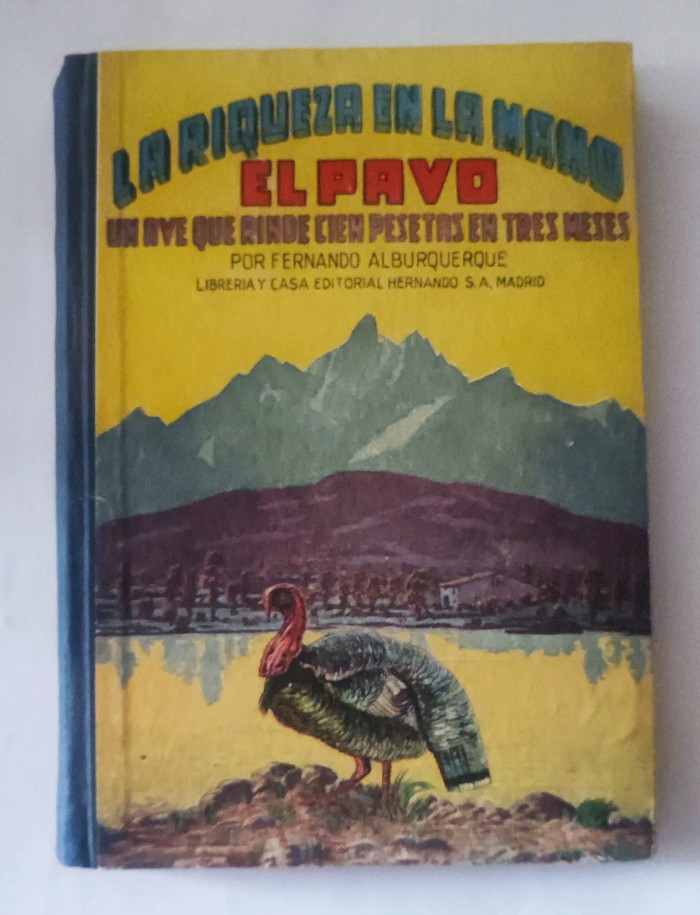 LA RIQUEZA EN LA MANO
EL PAVO
UN AVE QUE RINDE CIEN PESETAS EN TRES MESES
POR FERNANDO ALBURQUERQUE
LIBRERIA Y CASA EDITORIAL HERNANDO S.A. MADRID